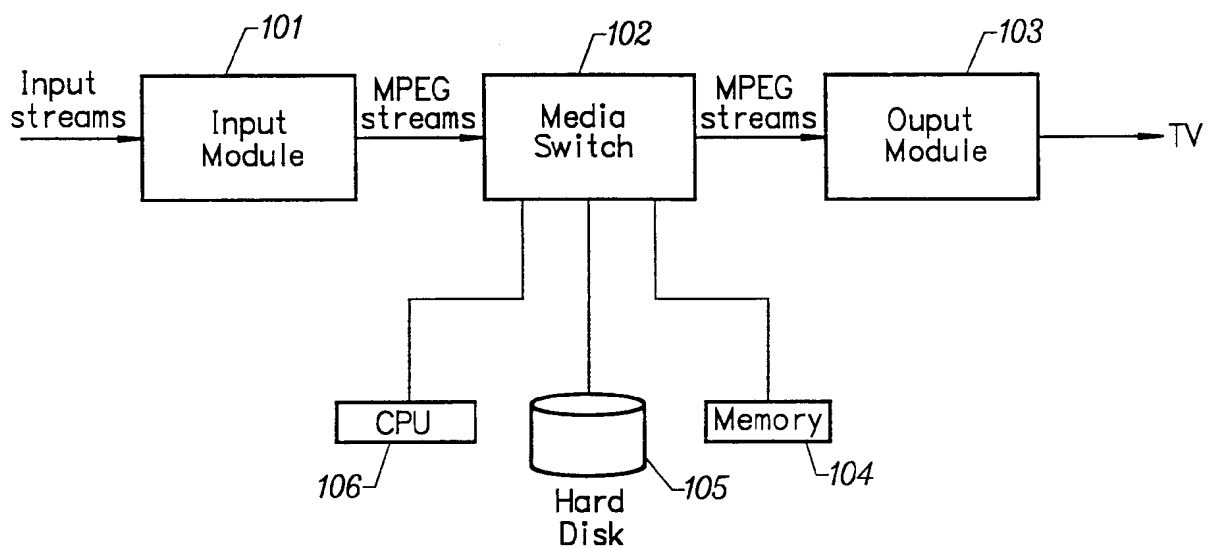 101
102
103
Input
streams
Input
Module
MPEG
streams
Media
Switch
MPEG
streams
Ouput
Module
TV
CPU
Memory
106
105
104
Hard
Disk